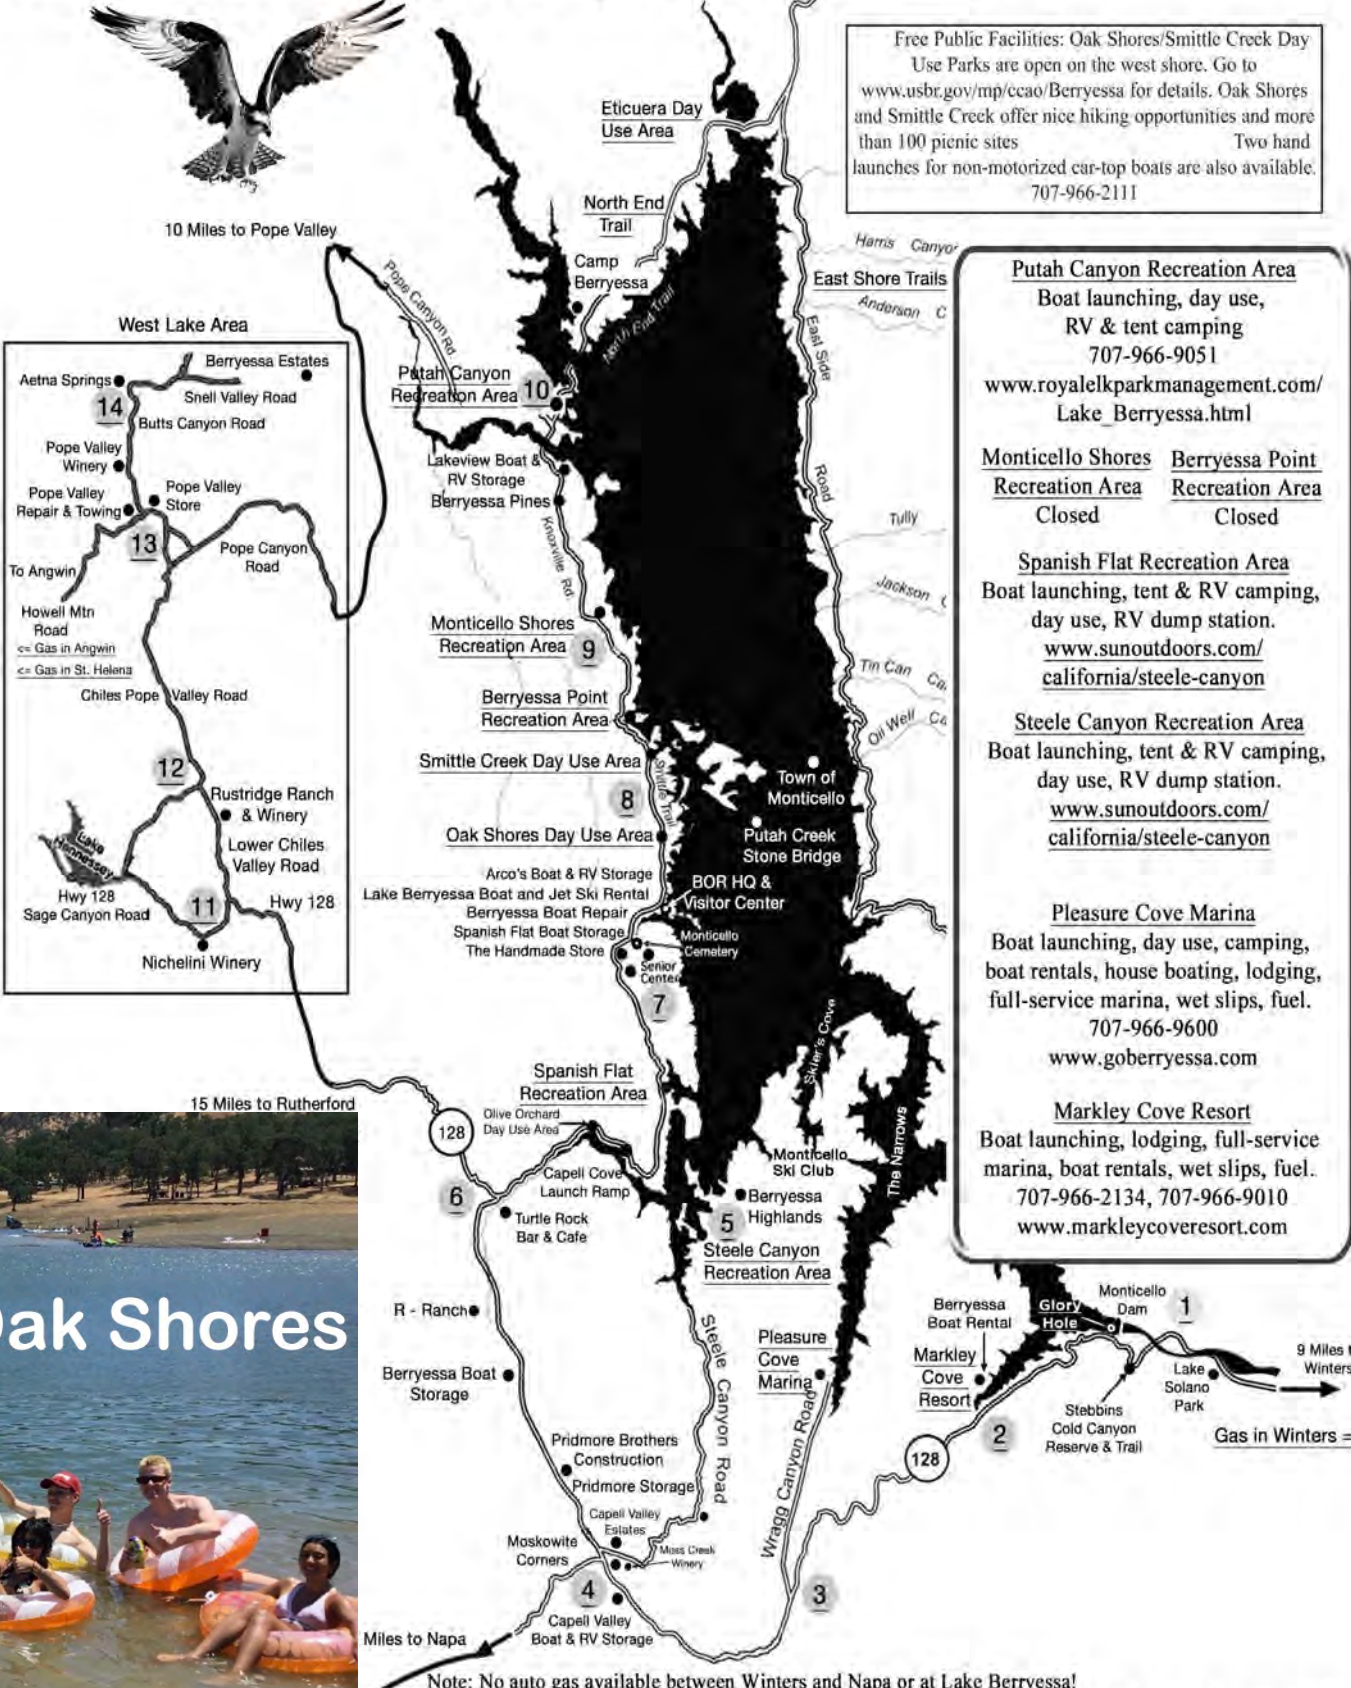 Free Public Facilities: Oak Shores/Smittle Creek Day
Use Parks are open on the west shore. Go to
www.usbr.gov/mp/ccao/Berryessa for details. Oak Shores
and Smittle Creek offer nice hiking opportunities and more
than 100 picnic sites Two hand
launches for non-motorized car-top boats are also available.
707-966-2111
Eticuera Day
Use Area
North End
Trail
Camp
Berryessa
North End Trail
10 Miles to Pope Valley
Pope Canyon Rd
Harris Canyo
East Shore Trails
Anderson C
East Side
Road
Tully
Jackson
Tin Can Ca
Oil Well Ca
Putah Canyon
Recreation Area
10
Lakeview Boat &
RV Storage
Berryessa Pines
Knoxville Rd.
Monticello Shores
Recreation Area
9
Berryessa Point
Recreation Area
Smittle Creek Day Use Area
Smittle Trail
8
Oak Shores Day Use Area
Town of
Monticello
Putah Creek
Stone Bridge
Arco's Boat & RV Storage
Lake Berryessa Boat and Jet Ski Rental
Berryessa Boat Repair
Spanish Flat Boat Storage
The Handmade Store
BOR HQ &
Visitor Center
Monticello
Cemetery
Senior
Center
7
West Lake Area
Berryessa Estates
Aetna Springs
14
Snell Valley Road
Butts Canyon Road
Pope Valley
Winery
Pope Valley
Repair & Towing
Pope Valley
Store
13
Pope Canyon
Road
To Angwin
Howell Mtn
Road
<= Gas in Angwin
<= Gas in St. Helena
Chiles Pope Valley Road
12
Rustridge Ranch
& Winery
Lake
Hennessey
Lower Chiles
Valley Road
Hwy 128
Sage Canyon Road
11
Hwy 128
Nichelini Winery
15 Miles to Rutherford
128
Spanish Flat
Recreation Area
Olive Orchard
Day Use Area
Capell Cove
Launch Ramp
6
Turtle Rock
Bar & Cafe
Skier's Cove
The Narrows
Monticello
Ski Club
Berryessa
Highlands
5
Steele Canyon
Recreation Area
R - Ranch
Berryessa Boat
Storage
Steele Canyon Road
Pleasure
Cove
Marina
Wragg Canyon Road
Pridmore Brothers
Construction
Pridmore Storage
Capell Valley
Estates
Moskowite
Corners
Moss Creek
Winery
4
Capell Valley
Boat & RV Storage
3
Miles to Napa
Berryessa
Boat Rental
Markley
Cove
Resort
Glory
Hole
Monticello
Dam
1
2
128
Stebbins
Cold Canyon
Reserve & Trail
Lake
Solano
Park
9 Miles t
Winters
Gas in Winters =
Putah Canyon Recreation Area
Boat launching, day use,
RV & tent camping
707-966-9051
www.royalelkparkmanagement.com/
Lake_Berryessa.html
Monticello Shores
Recreation Area
Closed
Berryessa Point
Recreation Area
Closed
Spanish Flat Recreation Area
Boat launching, tent & RV camping,
day use, RV dump station.
www.sunoutdoors.com/
california/steele-canyon
Steele Canyon Recreation Area
Boat launching, tent & RV camping,
day use, RV dump station.
www.sunoutdoors.com/
california/steele-canyon
Pleasure Cove Marina
Boat launching, day use, camping,
boat rentals, house boating, lodging,
full-service marina, wet slips, fuel.
707-966-9600
www.goberryessa.com
Markley Cove Resort
Boat launching, lodging, full-service
marina, boat rentals, wet slips, fuel.
707-966-2134, 707-966-9010
www.markleycoveresort.com
Oak Shores
Note: No auto gas available between Winters and Napa or at Lake Berryessa!